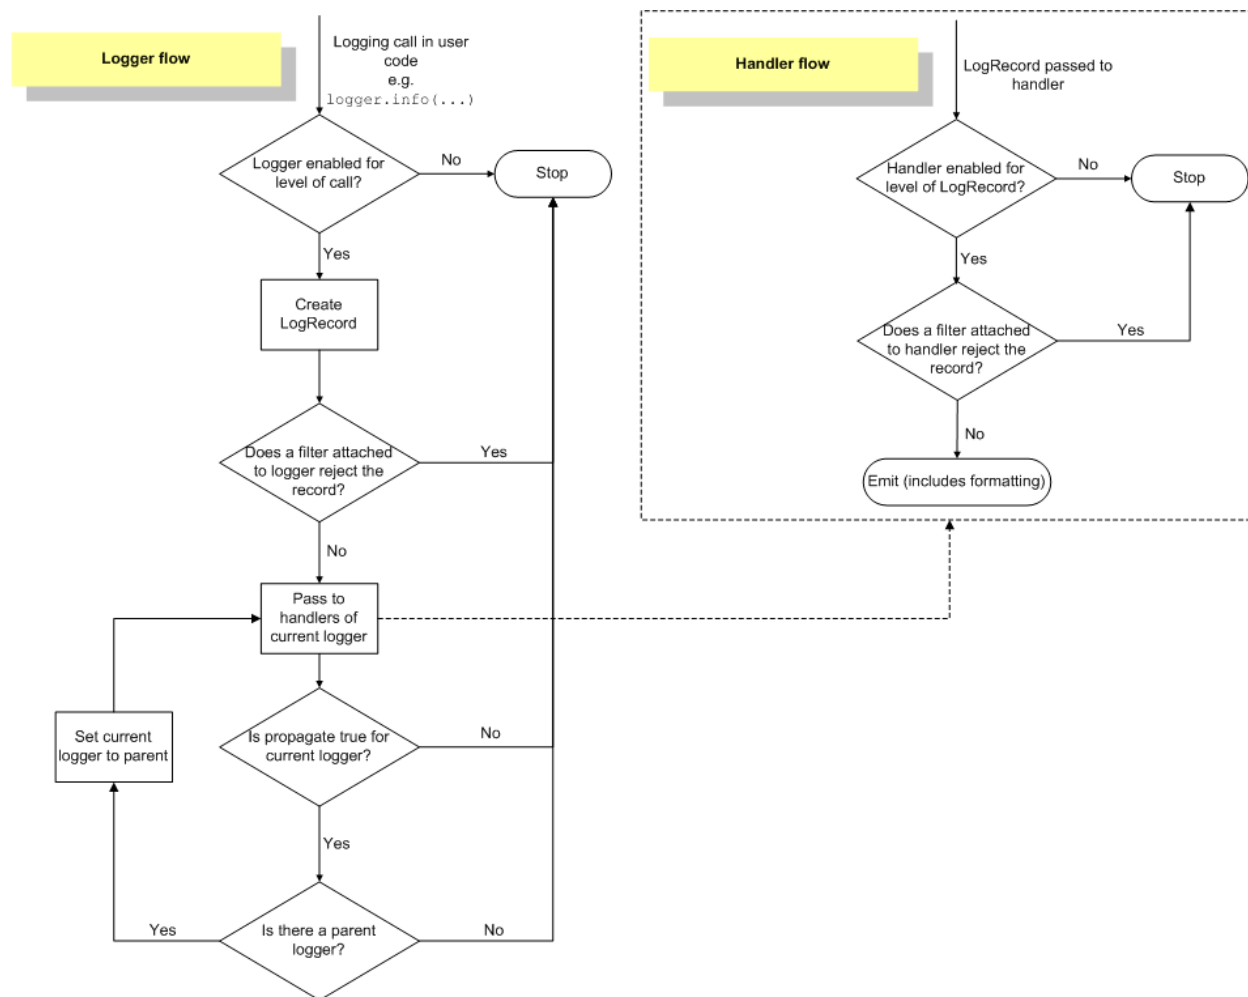 Logger flow
Logging call in user
code
e.g.
logger.info(...)
Logger enabled for
level of call?
No
Stop
Yes
Create
LogRecord
Does a filter attached
to logger reject the
record?
Yes
No
Pass to
handlers of
current logger
Set current
logger to parent
Is propagate true for
current logger?
No
Yes
Is there a parent
logger?
Yes
No
Handler flow
LogRecord passed to
handler
Handler enabled for
level of LogRecord?
No
Stop
Yes
Does a filter attached
to handler reject the
record?
Yes
No
Emit (includes formatting)